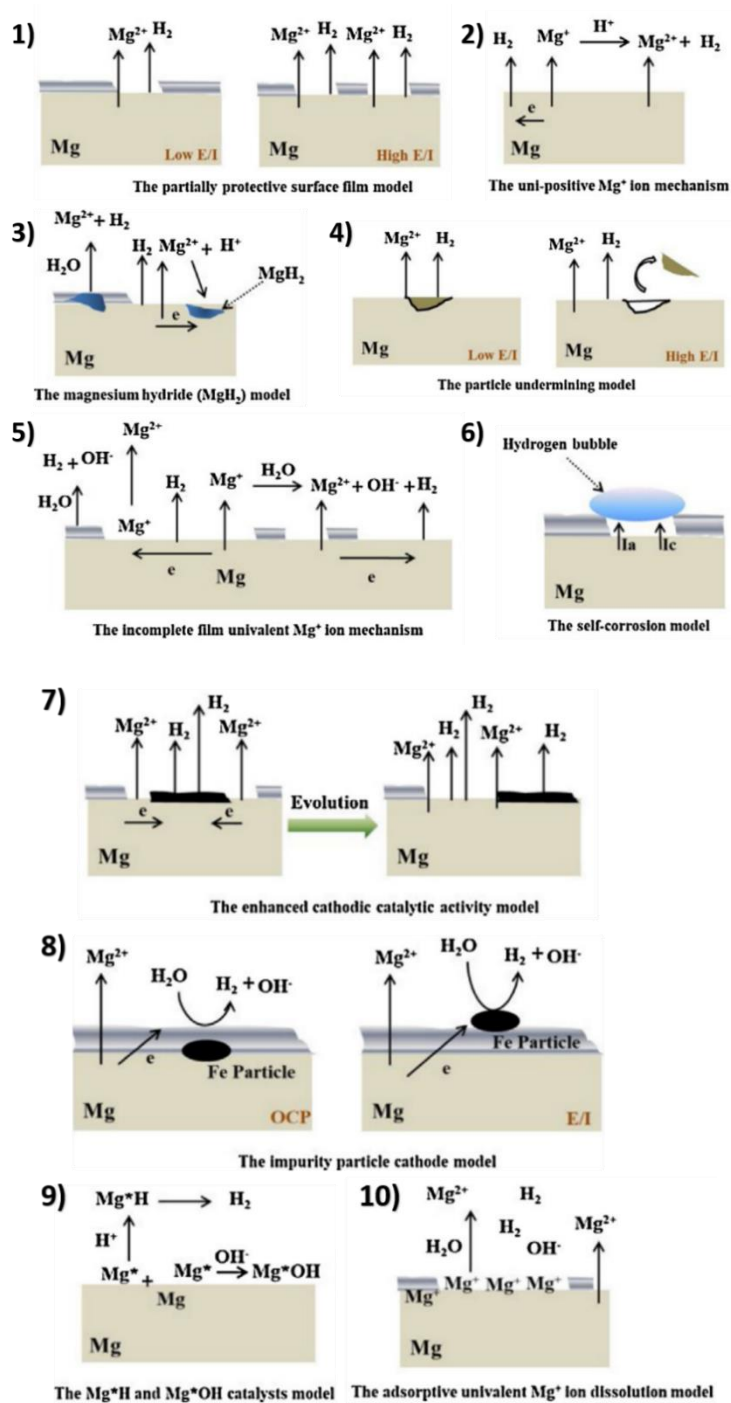 1)
Mg²⁺ H₂
Mg²⁺ H₂ Mg²⁺ H₂
Mg
Low E/I
Mg
High E/I
The partially protective surface film model
2)
H₂ Mg⁺ H⁺ Mg²⁺ + H₂
e
Mg
The uni-positive Mg⁺ ion mechanism
3)
Mg²⁺ + H₂
H₂O
H₂ Mg²⁺ + H⁺
MgH₂
e
Mg
The magnesium hydride (MgH₂) model
4)
Mg²⁺ H₂
Mg²⁺ H₂
Mg
Low E/I
Mg
High E/I
The particle undermining model
5)
Mg²⁺
H₂ + OH⁻
H₂O
Mg⁺
H₂
Mg⁺ H₂O Mg²⁺ + OH⁻ + H₂
e
Mg
e
The incomplete film univalent Mg⁺ ion mechanism
6)
Hydrogen bubble
Ia Ic
Mg
The self-corrosion model
7)
H₂
Mg²⁺ H₂ Mg²⁺
e e
Mg
Evolution
H₂
Mg²⁺ H₂ Mg²⁺ H₂
Mg
The enhanced cathodic catalytic activity model
8)
Mg²⁺
H₂O H₂ + OH⁻
e
Fe Particle
Mg
OCP
Mg²⁺
H₂O H₂ + OH⁻
Fe Particle
e
Mg
E/I
The impurity particle cathode model
9)
Mg*H H₂
H⁺
Mg* + Mg* OH⁻ Mg*OH
Mg
Mg
The Mg*H and Mg*OH catalysts model
10)
Mg²⁺ H₂
H₂O H₂ OH⁻ Mg²⁺
Mg⁺ Mg⁺ Mg⁺ Mg⁺
Mg
The adsorptive univalent Mg⁺ ion dissolution model